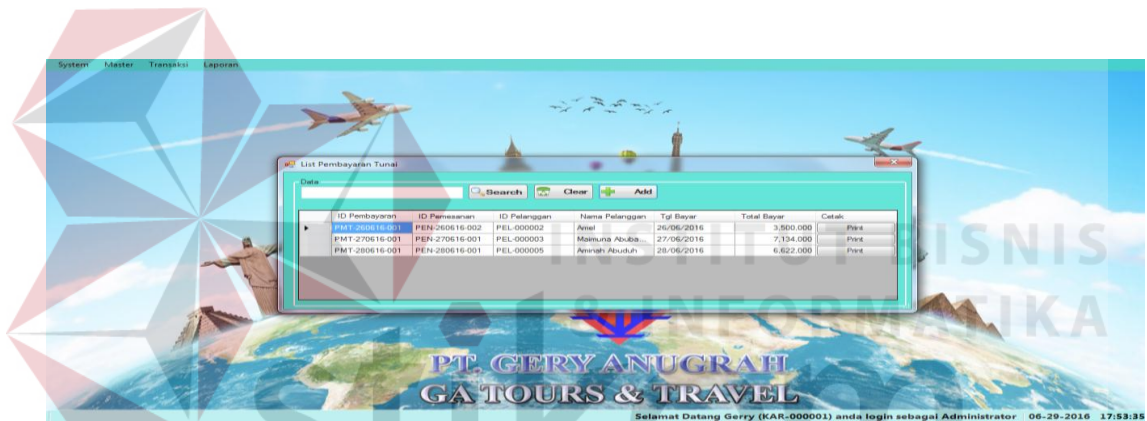 System Master Transaksi Laporan
List Pembayaran Tunai
Data
Search Clear Add
ID Pembayaran ID Pemesanan ID Pelanggan Nama Pelanggan Tgl Bayar Total Bayar Cetak
PMT-260616-001 PEN-260616-002 PEL-000002 Amel 26/06/2016 3,500,000 Print
PMT-270616-001 PEN-270616-001 PEL-000003 Maimuna Abuba... 27/06/2016 7,134,000 Print
PMT-280616-001 PEN-280616-001 PEL-000005 Aminah Abuduh 28/06/2016 6,622,000 Print
INSTITUT BISNIS
& INFORMATIKA
PT. GERY ANUGRAH
GA TOURS & TRAVEL
Selamat Datang Gerry (KAR-000001) anda login sebagai Administrator 06-29-2016 17:53:35